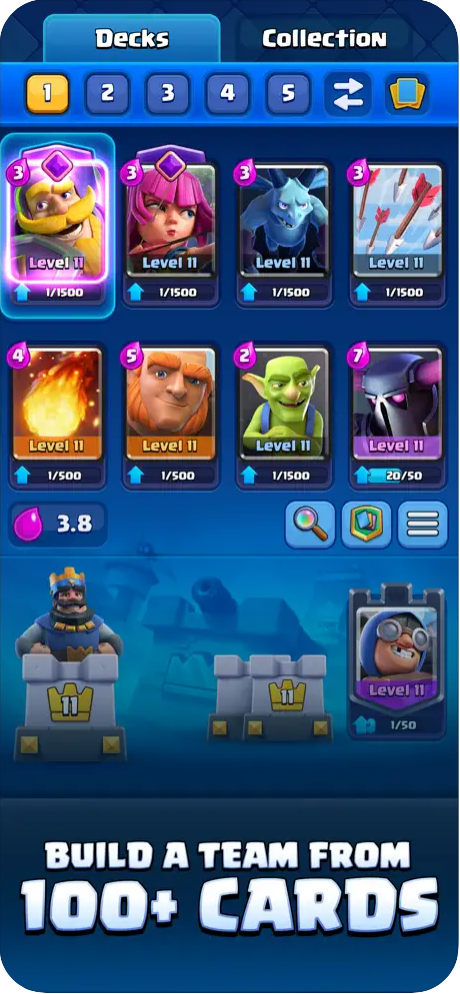 Decks Collection
1 2 3 4 5
3 3 3 3
Level 11 Level 11 Level 11 Level 11
1/1500 1/1500 1/1500 1/1500
4 5 2 7
Level 11 Level 11 Level 11 Level 11
1/500 1/500 1/1500 20/50
3.8
11 11 Level 11
1/50
BUILD A TEAM FROM
100+ CARDS